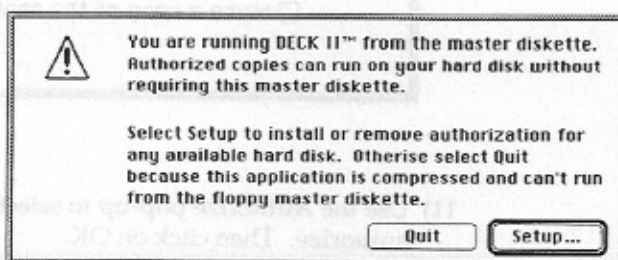 You are running DECK II™ from the master diskette.
Authorized copies can run on your hard disk without
requiring this master diskette.
Select Setup to install or remove authorization for
any available hard disk. Otherise select Quit
because this application is compressed and can't run
from the floppy master diskette.
Quit Setup...